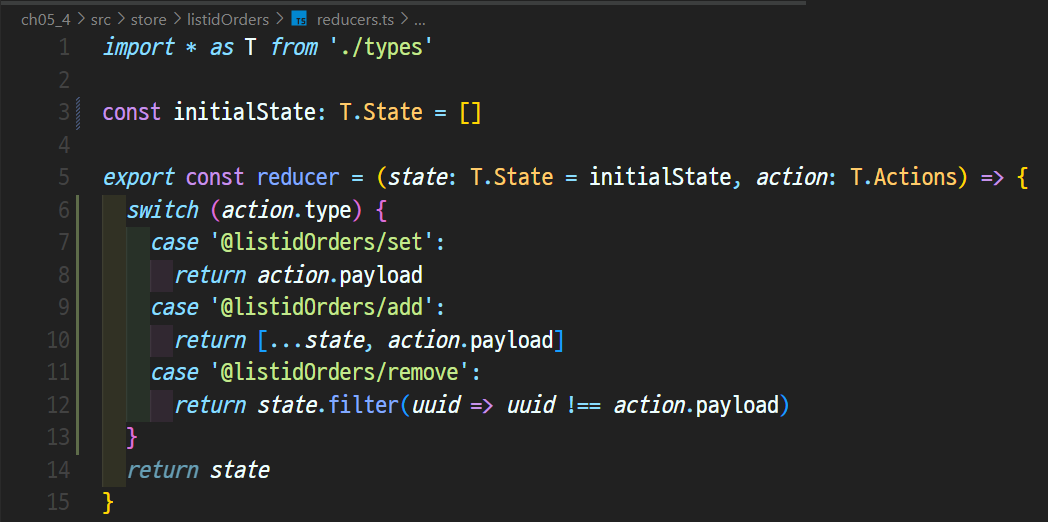 ch05_4 > src > store > listidOrders > TS reducers.ts > ...
1 import * as T from './types'
2
3 const initialState: T.State = []
4
5 export const reducer = (state: T.State = initialState, action: T.Actions) => {
6 switch (action.type) {
7 case '@listidOrders/set':
8 return action.payload
9 case '@listidOrders/add':
10 return [...state, action.payload]
11 case '@listidOrders/remove':
12 return state.filter(uuid => uuid !== action.payload)
13 }
14 return state
15 }